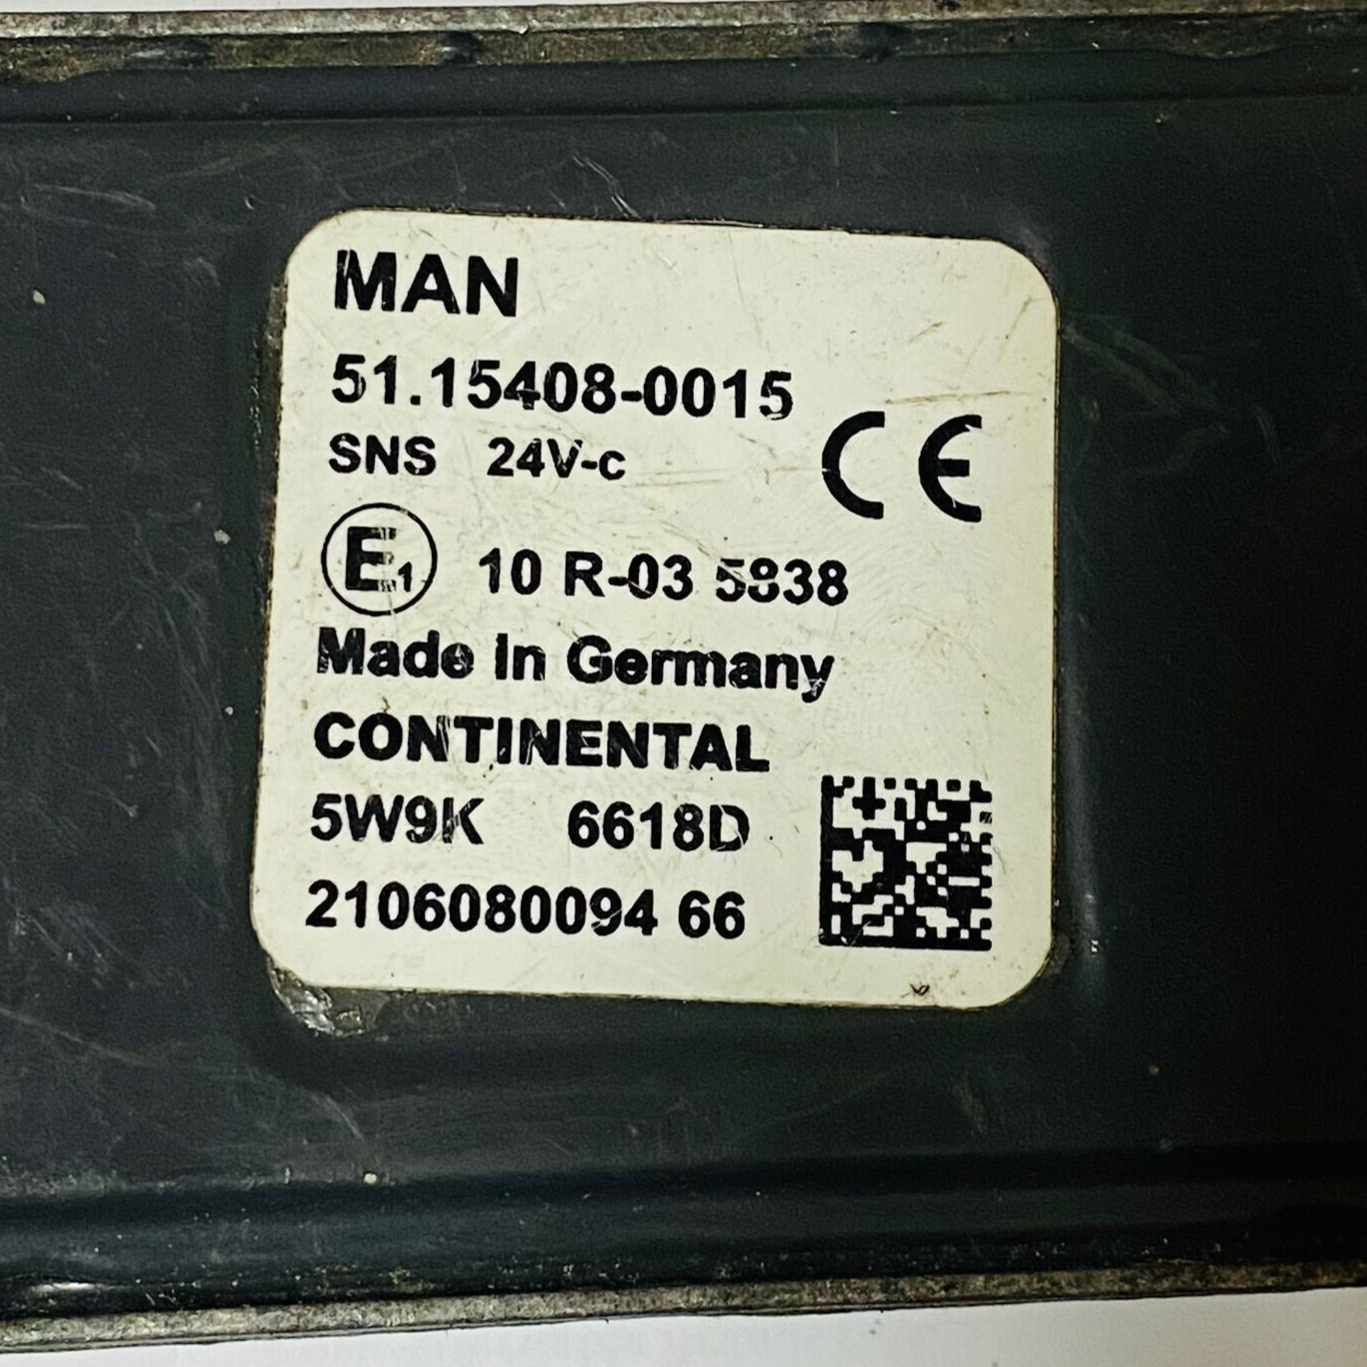 MAN
51.15408-0015
SNS 24V-c
CE
E1 10 R-03 5838
Made In Germany
CONTINENTAL
5W9K 6618D
2106080094 66